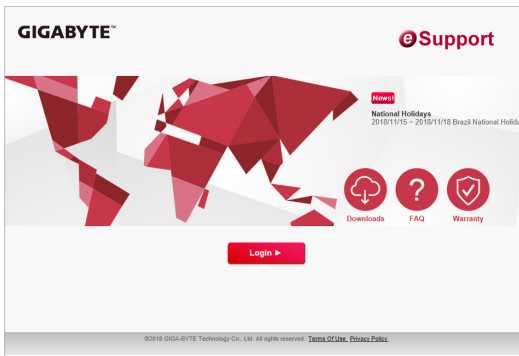 GIGABYTE™
eSupport
News!
National Holidays
2018/11/15 ~ 2018/11/18 Brazil National Holida
Downloads FAQ Warranty
Login ►
©2018 GIGA-BYTE Technology Co., Ltd. All rights reserved. Terms Of Use Privacy Policy